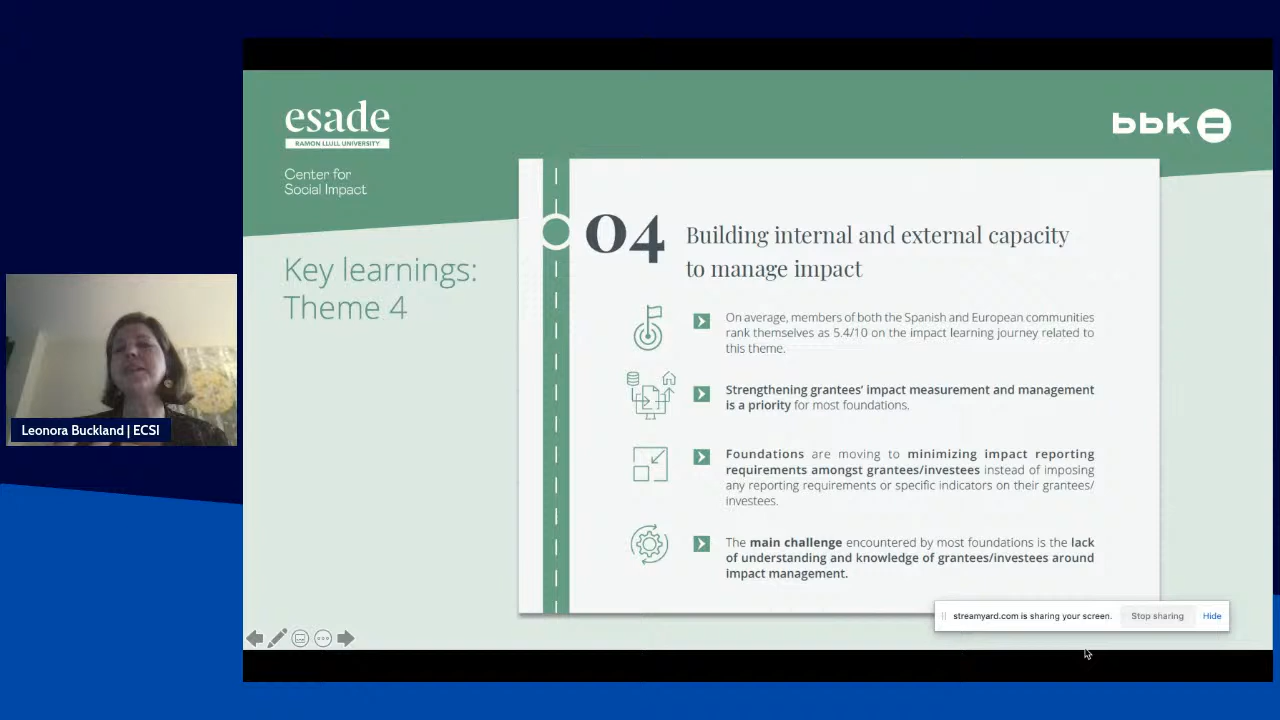 esade
RAMON LLULL UNIVERSITY
Center for
Social Impact
bbk
Key learnings:
Theme 4
04
Building internal and external capacity
to manage impact
On average, members of both the Spanish and European communities
rank themselves as 5.4/10 on the impact learning journey related to
this theme.
Strengthening grantees' impact measurement and management
is a priority for most foundations.
Foundations are moving to minimizing impact reporting
requirements amongst grantees/investees instead of imposing
any reporting requirements or specific indicators on their grantees/
investees.
The main challenge encountered by most foundations is the lack
of understanding and knowledge of grantees/investees around
impact management.
Leonora Buckland | ECSI
streamyard.com is sharing your screen.
Stop sharing
Hide